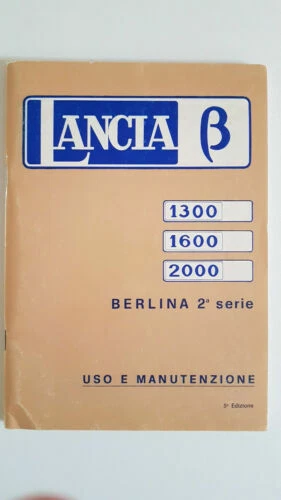 LANCIA β
1300
1600
2000
BERLINA 2ª serie
USO E MANUTENZIONE
5ª Edizione